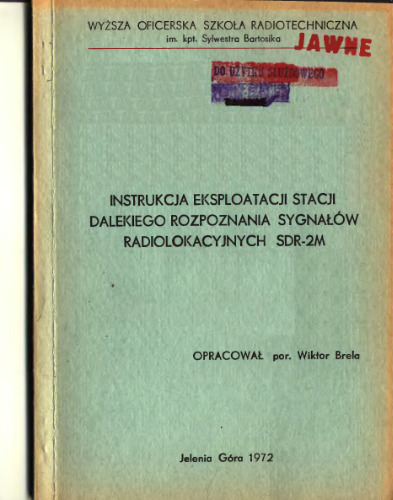 WYŻSZA OFICERSKA SZKOŁA RADIOTECHNICZNA
im. kpt. Sylwestra Bartosika
JAWNE
DO UŻYTKU SŁUŻBOWEGO
INSTRUKCJA EKSPLOATACJI STACJI
DALEKIEGO ROZPOZNANIA SYGNAŁÓW
RADIOLOKACYJNYCH SDR-2M
OPRACOWAŁ por. Wiktor Brela
Jelenia Góra 1972